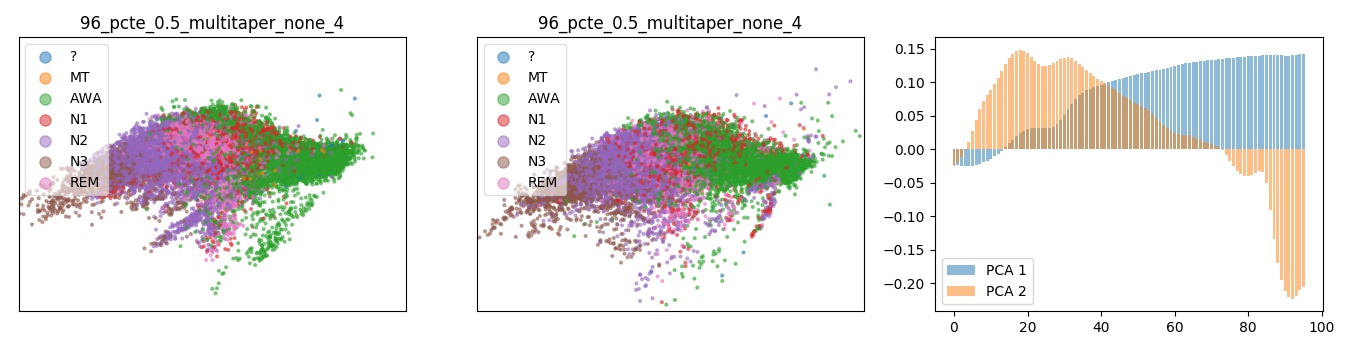 96_pcte_0.5_multitaper_none_4
?
MT
AWA
N1
N2
N3
REM
96_pcte_0.5_multitaper_none_4
?
MT
AWA
N1
N2
N3
REM
0.15
0.10
0.05
0.00
−0.05
−0.10
−0.15
−0.20
PCA 1
PCA 2
0 20 40 60 80 100